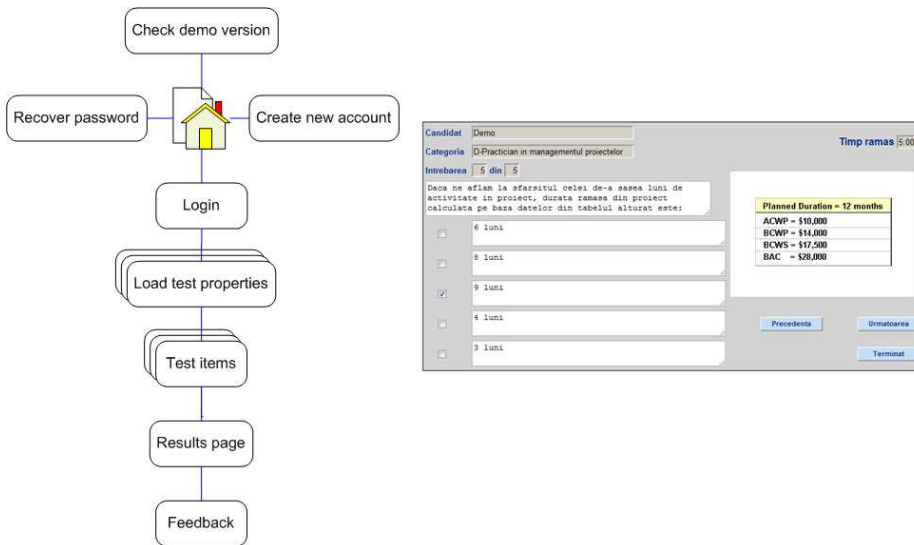 Check demo version
Recover password
Create new account
Login
Load test properties
Test items
Results page
Feedback
Candidat Demo
Timp ramas 5:00
Categoria D-Practician in managementul proiectelor
Intrebarea 5 din 5
Daca ne aflam la sfarsitul celei de-a sasea luni de
activitate in proiect, durata ramasa din proiect
calculata pe baza datelor din tabelul alturat este:
6 luni
8 luni
9 luni
4 luni
3 luni
Planned Duration = 12 months
ACWP = $10,000
BCWP = $14,000
BCWS = $17,500
BAC = $28,000
Precedenta
Urmatoarea
Terminat